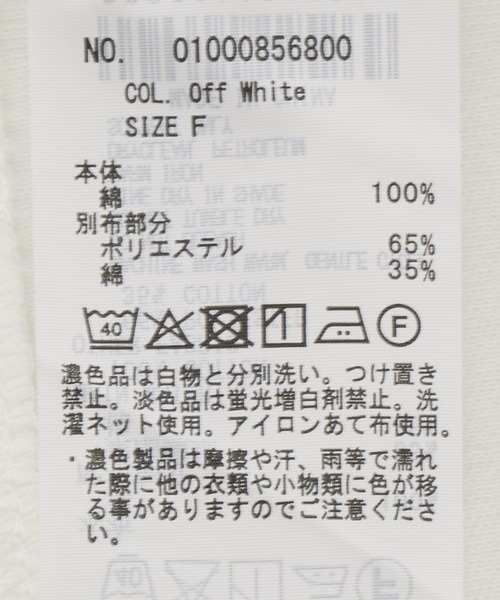 NO. 01000856800
COL. Off White
SIZE F
本体
綿 100%
別布部分
ポリエステル 65%
綿 35%
40 F
濃色品は白物と分別洗い。つけ置き
禁止。淡色品は蛍光増白剤禁止。洗
濯ネット使用。アイロンあて布使用。
・濃色製品は摩擦や汗、雨等で濡れ
た際に他の衣類や小物類に色が移
る事がありますのでご注意くださ
い。